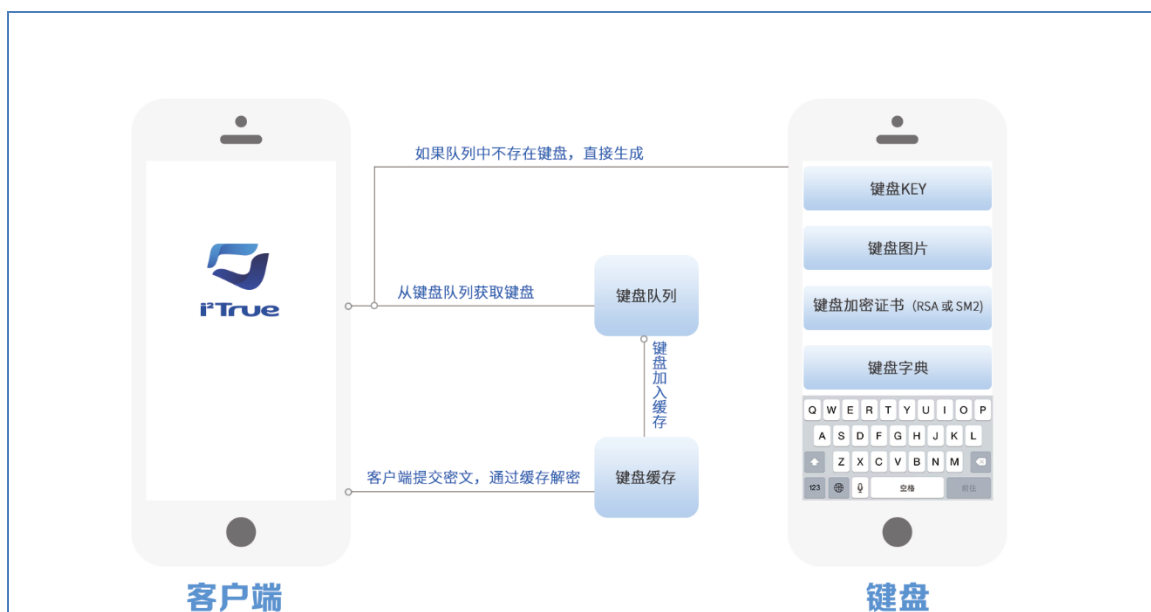 如果队列中不存在键盘，直接生成
键盘KEY
键盘图片
i²True
从键盘队列获取键盘
键盘队列
键盘加密证书（RSA 或 SM2)
键盘加入缓存
键盘字典
Q W E R T Y U I O P
A S D F G H J K L
Z X C V B N M
客户端提交密文，通过缓存解密
键盘缓存
123
空格
前往
客户端
键盘